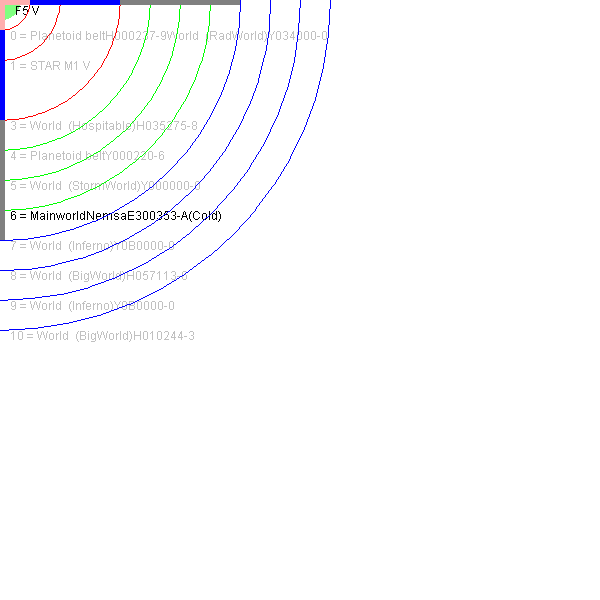 F5 V
0 = Planetoid beltH000227-9World  (RadWorld)Y034000-0
1 = STAR M1 V
3 = World  (Hospitable)H035275-8
4 = Planetoid beltY000220-6
5 = World  (StormWorld)Y000000-0
6 = MainworldNemsaE300353-A(Cold)
7 = World  (Inferno)Y0B0000-0
8 = World  (BigWorld)H057113-8
9 = World  (Inferno)Y0B0000-0
10 = World  (BigWorld)H010244-3